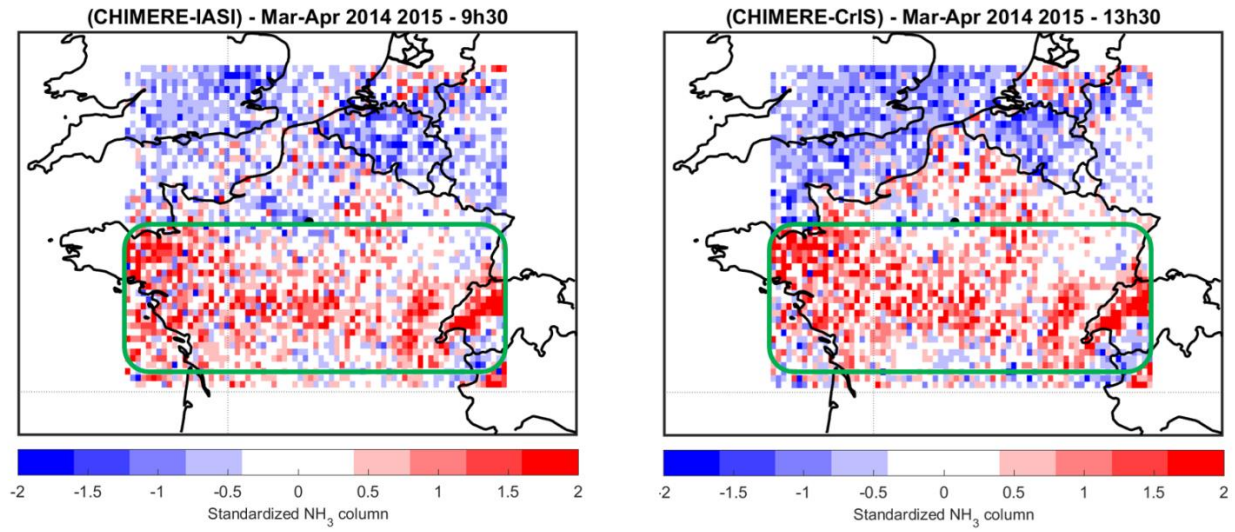 (CHIMERE-IASI) - Mar-Apr 2014 2015 - 9h30
-2 -1.5 -1 -0.5 0 0.5 1 1.5 2
Standardized NH3 column
(CHIMERE-CrIS) - Mar-Apr 2014 2015 - 13h30
-2 -1.5 -1 -0.5 0 0.5 1 1.5 2
Standardized NH3 column